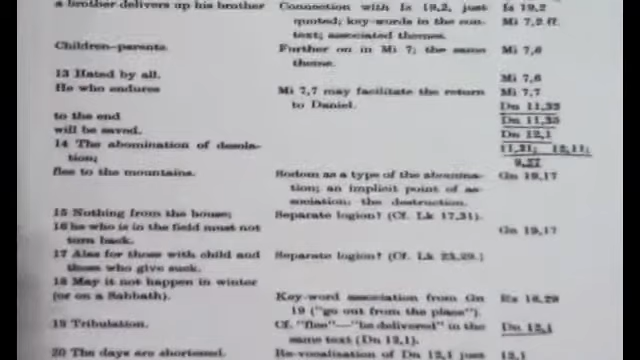 a brother delivers up his brother Connection with Is 19,2, just Is 19,2
quoted; key-words in the con- Mi 7,2 ff.
text; associated themes.
Children-parents. Further on in Mi 7; the same Mi 7,6
theme.
13 Hated by all. Mi 7,6
He who endures Mi 7,7 may facilitate the return Mi 7,7
to Daniel. Dn 11,32
to the end Dn 11,35
will be saved. Dn 12,1
14 The abomination of desola- 11,31; 12,11;
tion; 9,27
flee to the mountains. Sodom as a type of the abomina- Gn 19,17
tion; an implicit point of as-
sociation: the destruction.
15 Nothing from the house; Separate logion? (Cf. Lk 17,31).
16 he who is in the field must not Gn 19,17
turn back.
17 Alas for those with child and Separate logion? (Cf. Lk 23,29.)
those who give suck.
18 May it not happen in winter
(or on a Sabbath). Key-word association from Gn Ex 16,29
19 ("go out from the place").
19 Tribulation. Cf. "flee"—"be delivered" in the Dn 12,1
same text (Dn 12,1).
20 The days are shortened. Re-vocalisation of Dn 12,1 just 12,1